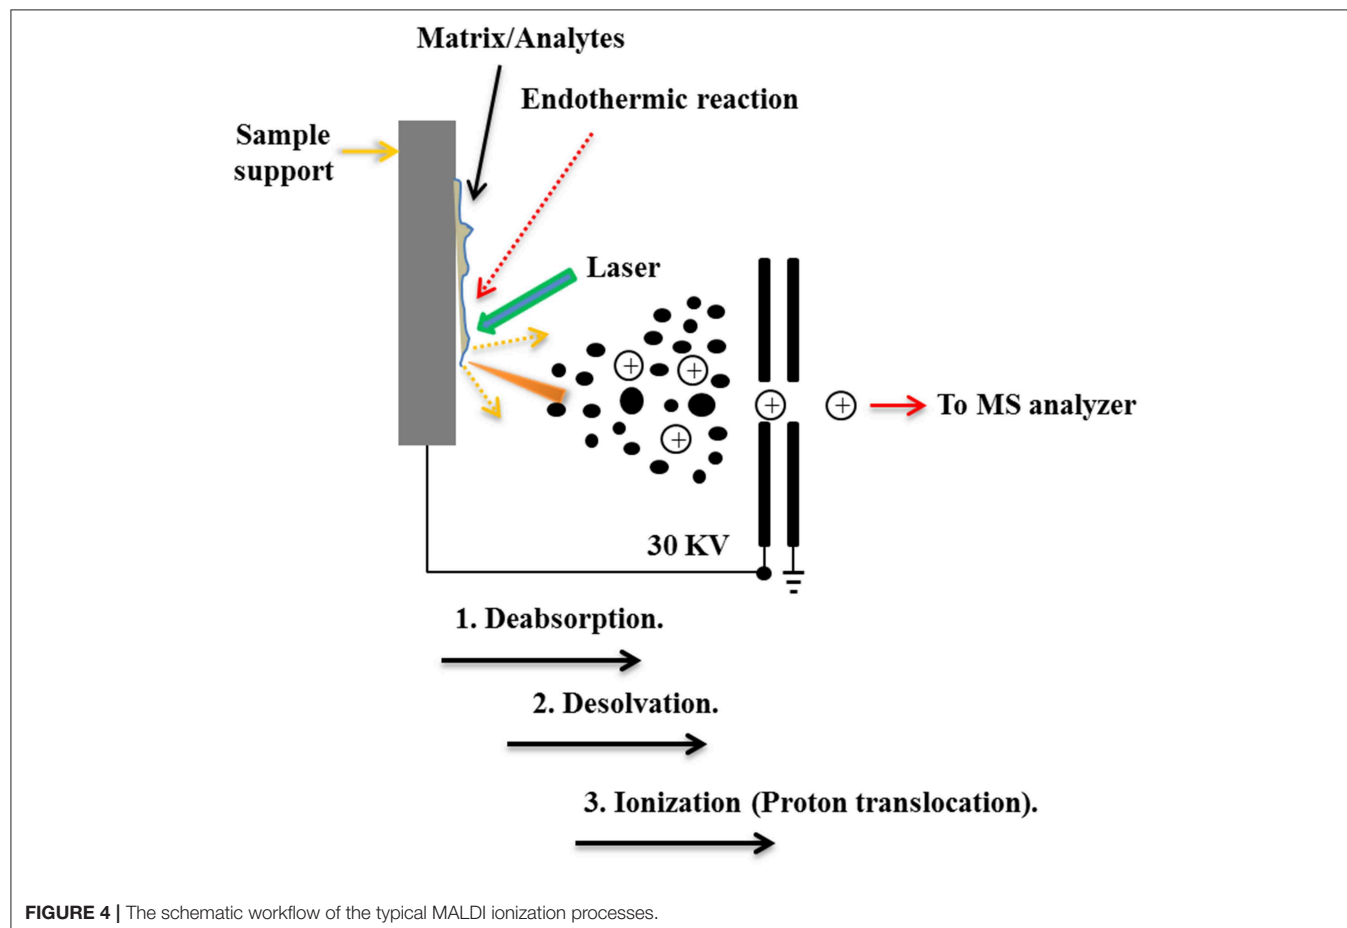 Matrix/Analytes
Endothermic reaction
Sample
support
Laser
+
+
+
+
+
To MS analyzer
30 KV
1. Deabsorption.
2. Desolvation.
3. Ionization (Proton translocation).
FIGURE 4 | The schematic workflow of the typical MALDI ionization processes.